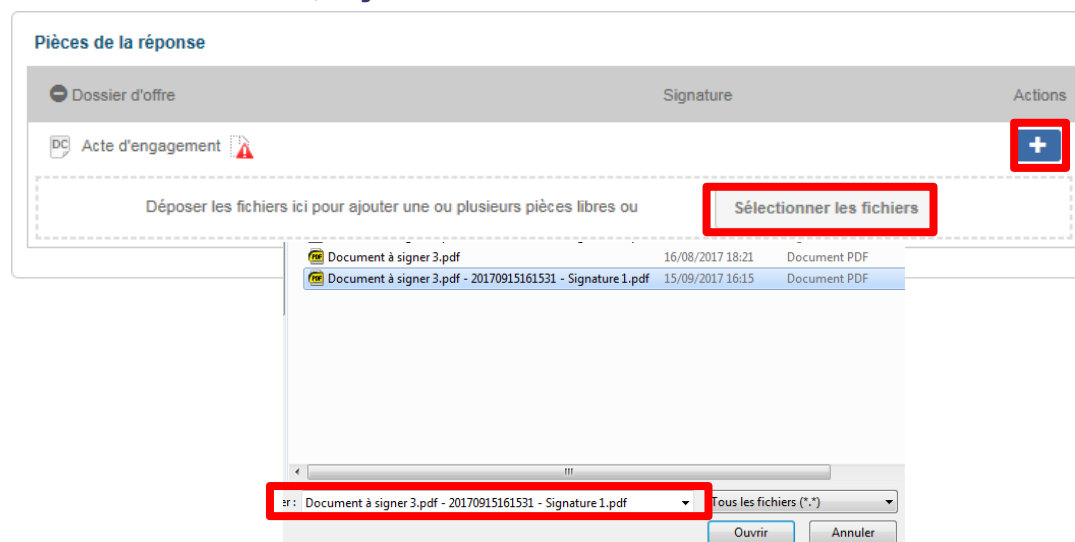 Pièces de la réponse
Dossier d'offre Signature Actions
DC Acte d'engagement
Déposer les fichiers ici pour ajouter une ou plusieurs pièces libres ou Sélectionner les fichiers
Document à signer 3.pdf 16/08/2017 18:21 Document PDF
Document à signer 3.pdf - 20170915161531 - Signature 1.pdf 15/09/2017 16:15 Document PDF
er : Document à signer 3.pdf - 20170915161531 - Signature 1.pdf Tous les fichiers (*.*)
Ouvrir Annuler